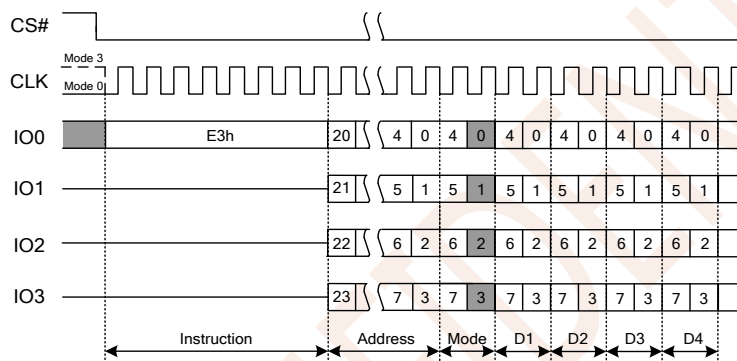 CS#
Mode 3
CLK
Mode 0
IO0 E3h 20 4 0 4 0 4 0 4 0 4 0 4 0
IO1 21 5 1 5 1 5 1 5 1 5 1 5 1
IO2 22 6 2 6 2 6 2 6 2 6 2 6 2
IO3 23 7 3 7 3 7 3 7 3 7 3 7 3
Instruction Address Mode D1 D2 D3 D4